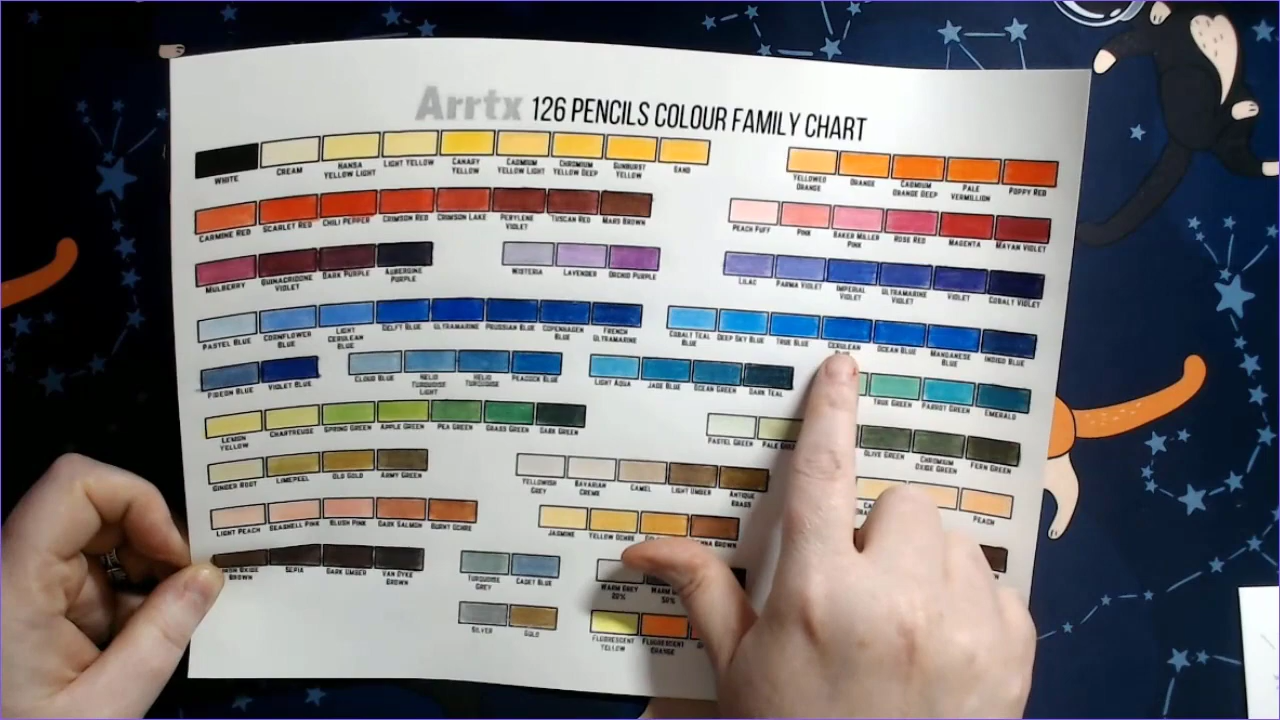 Arrtx 126 PENCILS COLOUR FAMILY CHART
WHITE CREAM HANSA YELLOW LIGHT LIGHT YELLOW CANARY YELLOW CADMIUM YELLOW LIGHT CHROMIUM YELLOW DEEP SUNBURST YELLOW SAND YELLOWED ORANGE ORANGE CADMIUM ORANGE DEEP PALE VERMILLION POPPY RED
CARMINE RED SCARLET RED CHILI PEPPER CRIMSON RED CRIMSON LAKE PERYLENE VIOLET TUSCAN RED MARS BROWN PEACH PUFF PINK BAKER MILLER PINK ROSE RED MAGENTA MAYAN VIOLET
MULBERRY QUINACRIDONE VIOLET DARK PURPLE AUBERGINE PURPLE WISTERIA LAVENDER ORCHID PURPLE LILAC PARMA VIOLET IMPERIAL VIOLET ULTRAMARINE VIOLET VIOLET COBALT VIOLET
PASTEL BLUE CORNFLOWER BLUE LIGHT CERULEAN BLUE DELFT BLUE ULTRAMARINE PRUSSIAN BLUE COPENHAGEN BLUE FRENCH ULTRAMARINE COBALT TEAL BLUE DEEP SKY BLUE TRUE BLUE CERULEAN OCEAN BLUE MANGANESE BLUE INDIGO BLUE
PIGEON BLUE VIOLET BLUE CLOUD BLUE HELIO TURQUOISE LIGHT HELIO TURQUOISE PEACOCK BLUE LIGHT AQUA JADE BLUE OCEAN GREEN DARK TEAL TRUE GREEN PARROT GREEN EMERALD
LEMON YELLOW CHARTREUSE SPRING GREEN APPLE GREEN PEA GREEN GRASS GREEN DARK GREEN PASTEL GREEN PALE OLIVE GREEN CHROMIUM OXIDE GREEN FERN GREEN
GINGER ROOT LIMEPEEL OLD GOLD ARMY GREEN YELLOWISH GREY BAVARIAN CREME CAMEL LIGHT UMBER ANTIQUE BRASS PEACH
LIGHT PEACH SEASHELL PINK BLUSH PINK DARK SALMON BURNT OCHRE JASMINE YELLOW OCHRE BROWN
OXIDE BROWN SEPIA DARK UMBER VAN DYKE BROWN TURQUOISE GREY CADET BLUE WARM GREY 20% WARM 50%
SILVER GOLD FLUORESCENT YELLOW FLUORESCENT ORANGE